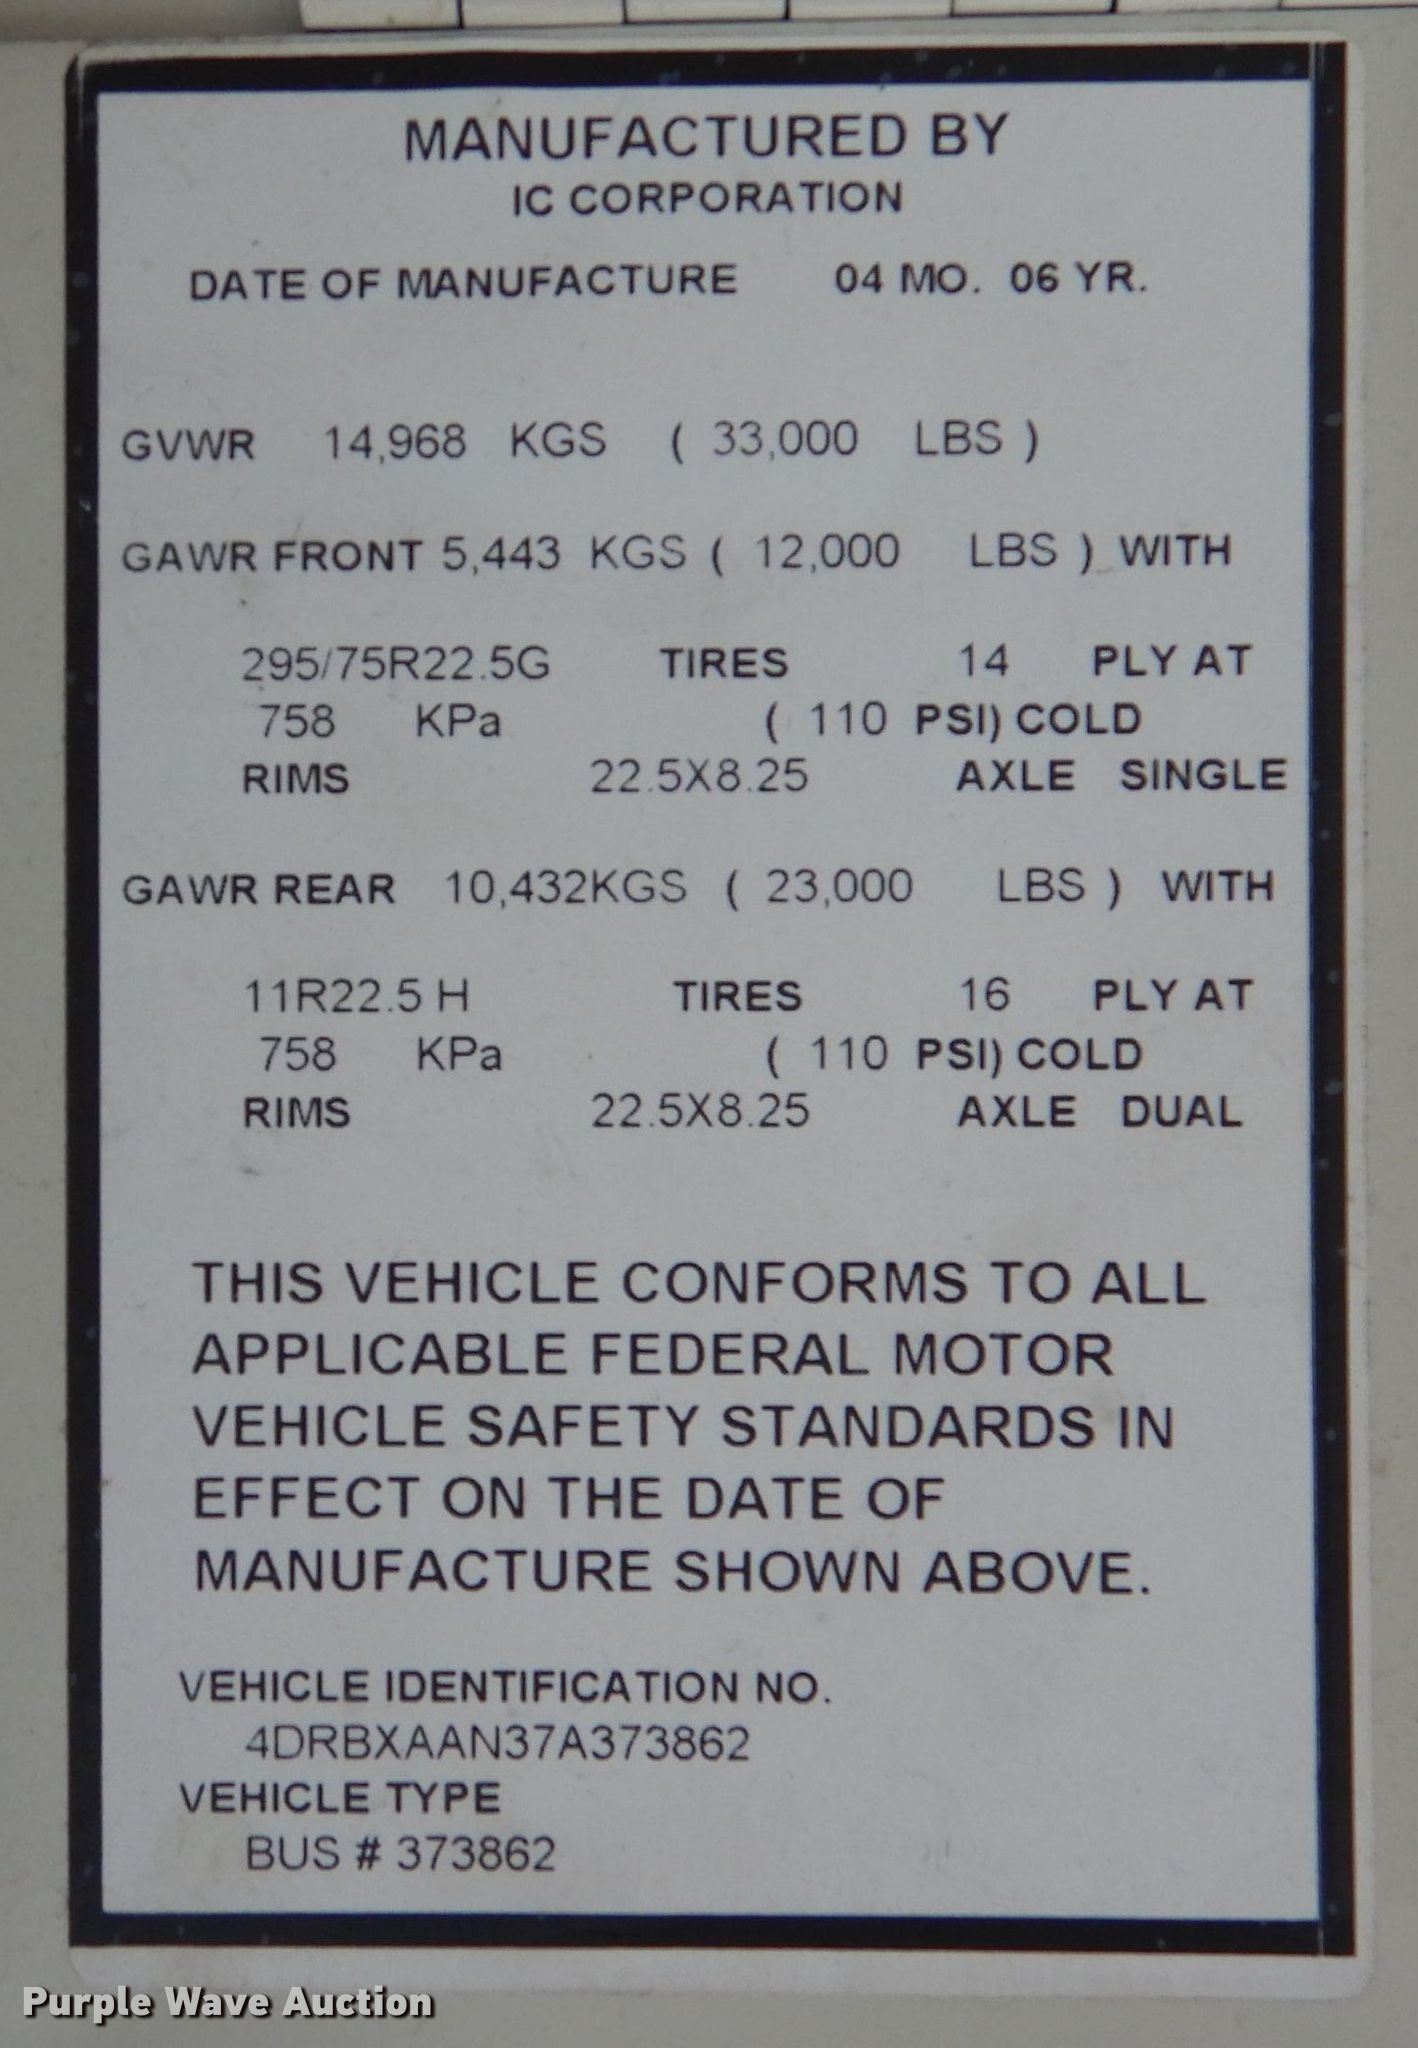 MANUFACTURED BY
IC CORPORATION
DATE OF MANUFACTURE 04 MO. 06 YR.
GVWR 14,968 KGS ( 33,000 LBS )
GAWR FRONT 5,443 KGS ( 12,000 LBS ) WITH
295/75R22.5G TIRES 14 PLY AT
758 KPa ( 110 PSI) COLD
RIMS 22.5X8.25 AXLE SINGLE
GAWR REAR 10,432KGS ( 23,000 LBS ) WITH
11R22.5 H TIRES 16 PLY AT
758 KPa ( 110 PSI) COLD
RIMS 22.5X8.25 AXLE DUAL
THIS VEHICLE CONFORMS TO ALL
APPLICABLE FEDERAL MOTOR
VEHICLE SAFETY STANDARDS IN
EFFECT ON THE DATE OF
MANUFACTURE SHOWN ABOVE.
VEHICLE IDENTIFICATION NO.
4DRBXAAN37A373862
VEHICLE TYPE
BUS # 373862
Purple Wave Auction